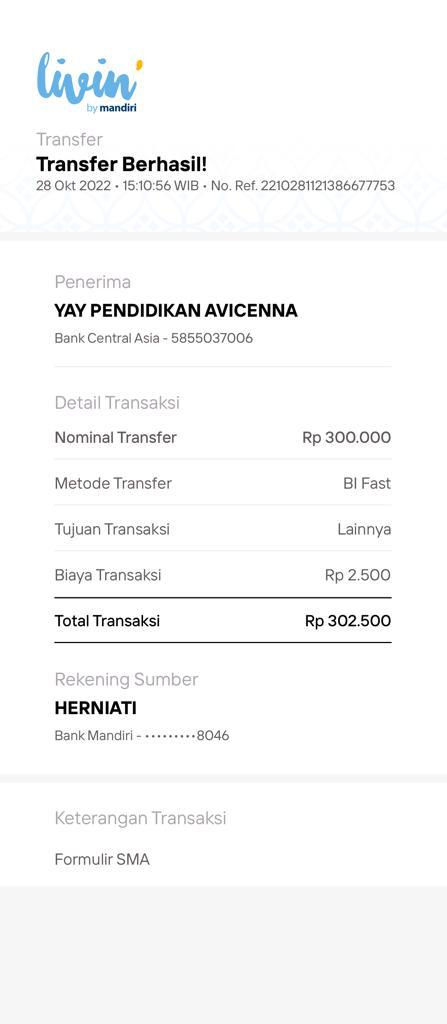 livin'
by mandiri
Transfer
Transfer Berhasil!
28 Okt 2022 • 15:10:56 WIB • No. Ref. 2210281121386677753
Penerima
YAY PENDIDIKAN AVICENNA
Bank Central Asia - 5855037006
Detail Transaksi
Nominal Transfer Rp 300.000
Metode Transfer BI Fast
Tujuan Transaksi Lainnya
Biaya Transaksi Rp 2.500
Total Transaksi Rp 302.500
Rekening Sumber
HERNIATI
Bank Mandiri - •••••••••8046
Keterangan Transaksi
Formulir SMA